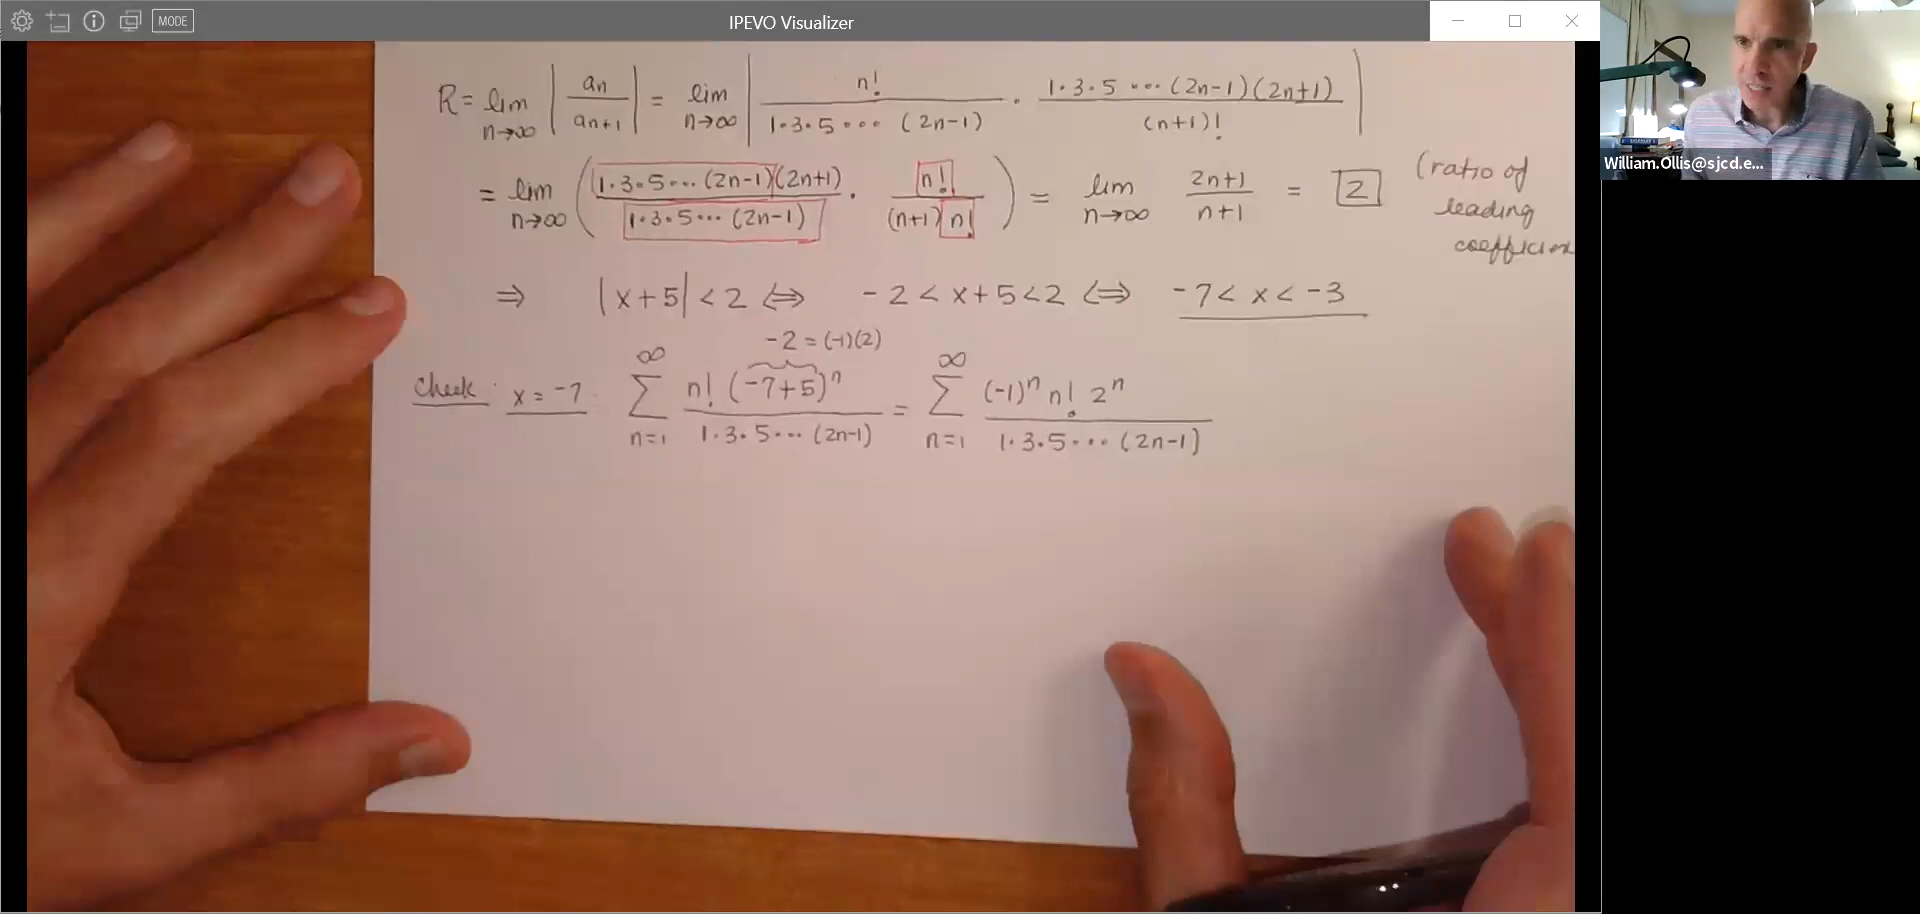 MODE
IPEVO Visualizer
R = lim n→∞ | an / an+1 | = lim n→∞ | n! / 1·3·5··· (2n-1) · 1·3·5 ··· (2n-1)(2n+1) / (n+1)! |
= lim n→∞ ( 1·3·5··· (2n-1)(2n+1) / 1·3·5··· (2n-1) · n! / (n+1) n! ) = lim n→∞ 2n+1 / n+1 = 2
(ratio of
leading
⇒ |x+5| < 2 ⇔ -2 < x+5 < 2 ⇔ -7 < x < -3
-2 = (-1)(2)
Check: x = -7 ∞ Σ n=1 n! (-7+5)^n / 1·3·5··· (2n-1) = ∞ Σ n=1 (-1)^n n! 2^n / 1·3·5··· (2n-1)
William.Ollis@sjcd.e...